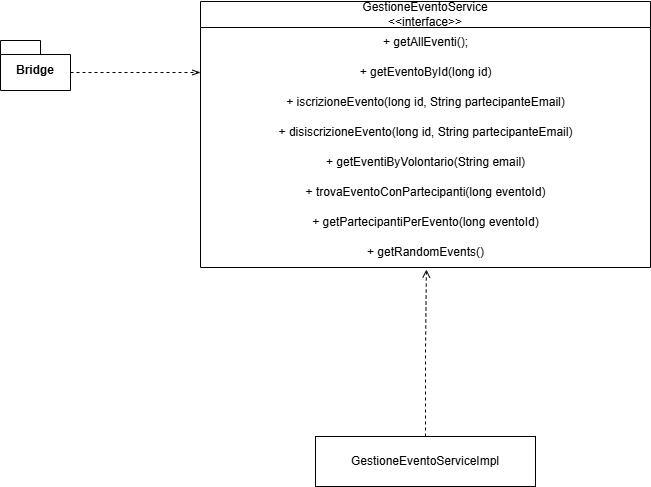 GestioneEventoService
<<interface>>
+ getAllEventi();
Bridge
+ getEventoById(long id)
+ iscrizioneEvento(long id, String partecipanteEmail)
+ disiscrizioneEvento(long id, String partecipanteEmail)
+ getEventiByVolontario(String email)
+ trovaEventoConPartecipanti(long eventoId)
+ getPartecipantiPerEvento(long eventoId)
+ getRandomEvents()
GestioneEventoServiceImpl